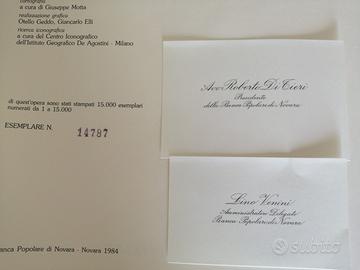 cartografia
a cura di Giuseppe Motta
realizzazione grafica
Otello Geddo, Giancarlo Elli
ricerca iconografica
a cura del Centro Iconografico
dell'Istituto Geografico De Agostini - Milano
di quest'opera sono stati stampati 15.000 esemplari
numerati da 1 a 15.000
ESEMPLARE N. 14787
anca Popolare di Novara - Novara 1984
Avv. Roberto Di Tieri
Presidente
della Banca Popolare di Novara
Lino Venini
Amministratore Delegato
Banca Popolare di Novara
subito